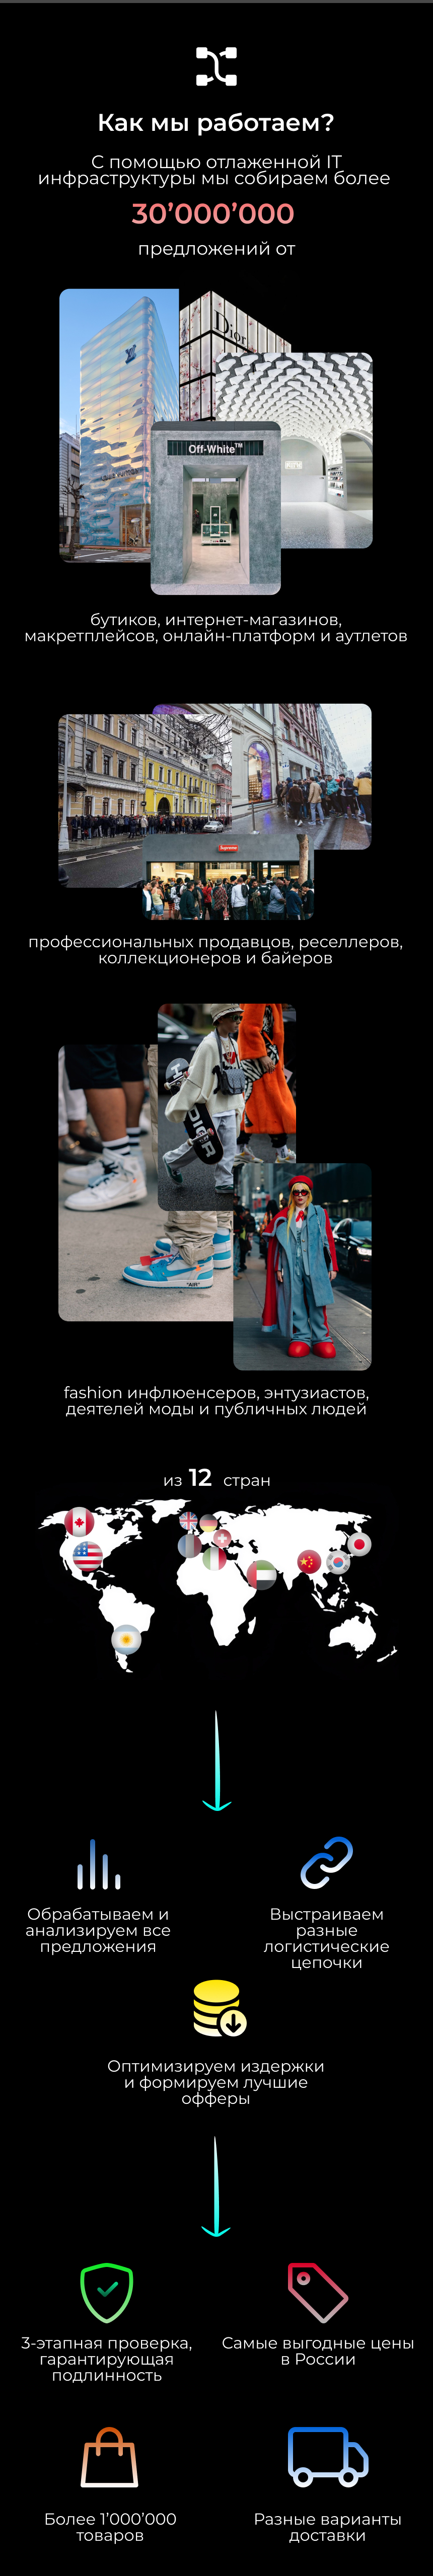 Как мы работаем?
С помощью отлаженной IT
инфраструктуры мы собираем более
30’000’000
предложений от
Dior
Off-White™
бутиков, интернет-магазинов,
макретплейсов, онлайн-платформ и аутлетов
Supreme
профессиональных продавцов, реселлеров,
коллекционеров и байеров
"AIR"
fashion инфлюенсеров, энтузиастов,
деятелей моды и публичных людей
из 12 стран
Обрабатываем и
анализируем все
предложения
Выстраиваем
разные
логистические
цепочки
Оптимизируем издержки
и формируем лучшие
офферы
3-этапная проверка,
гарантирующая
подлинность
Самые выгодные цены
в России
Более 1’000’000
товаров
Разные варианты
доставки